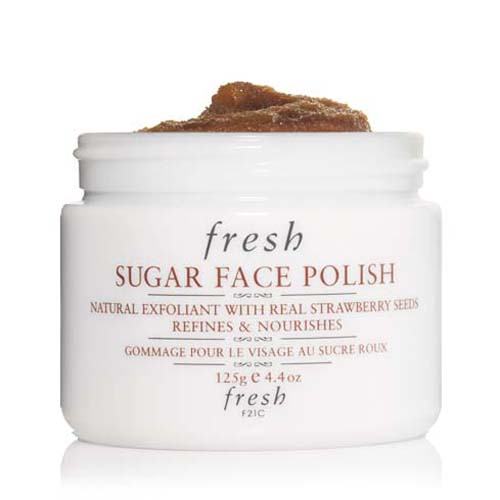 fresh
SUGAR FACE POLISH
NATURAL EXFOLIANT WITH REAL STRAWBERRY SEEDS
REFINES & NOURISHES
GOMMAGE POUR LE VISAGE AU SUCRE ROUX
125g e 4.4oz
fresh
F21C